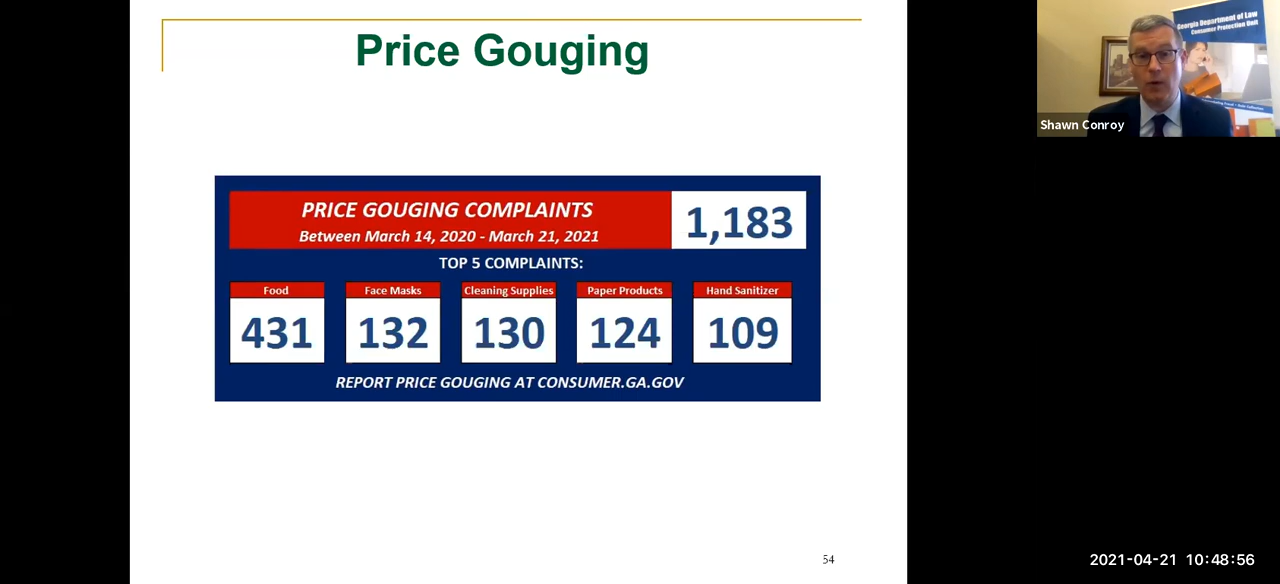 Price Gouging
PRICE GOUGING COMPLAINTS
Between March 14, 2020 - March 21, 2021
1,183
TOP 5 COMPLAINTS:
Food
Face Masks
Cleaning Supplies
Paper Products
Hand Sanitizer
431
132
130
124
109
REPORT PRICE GOUGING AT CONSUMER.GA.GOV
54
Georgia Department of Law
Consumer Protection Unit
Shawn Conroy
2021-04-21 10:48:56